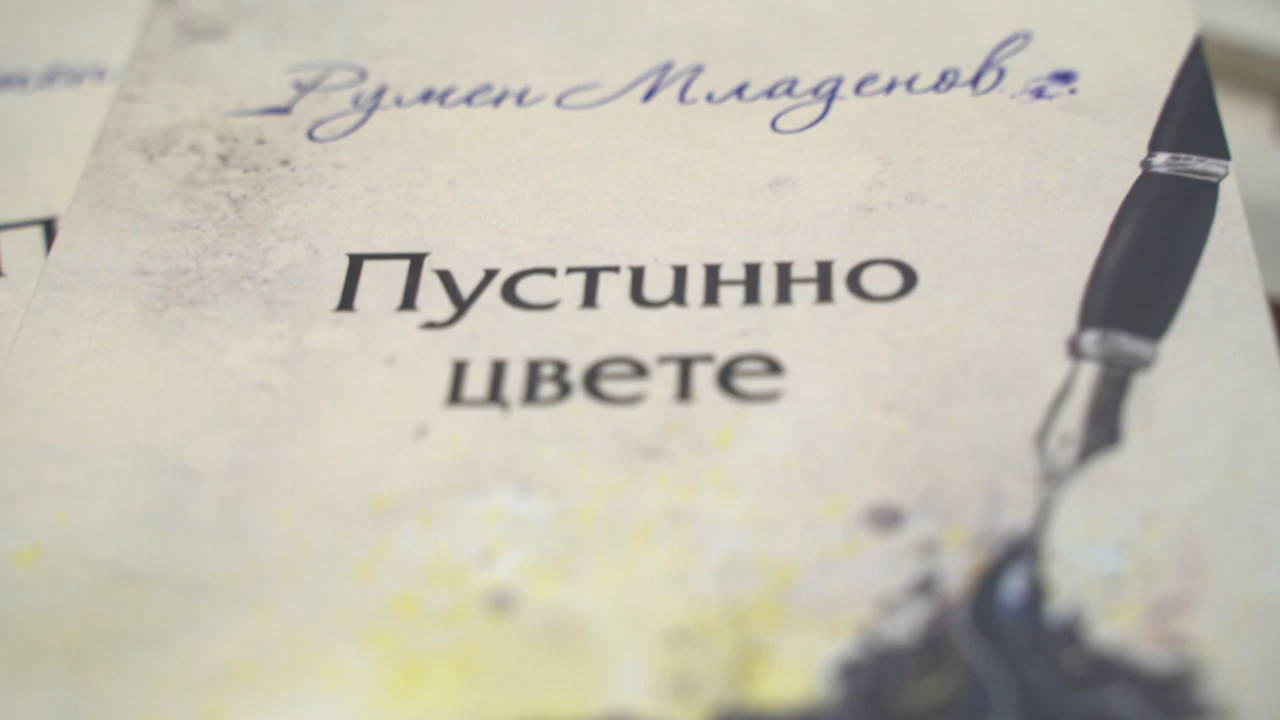 Румен Младенов
Пустинно
цвете